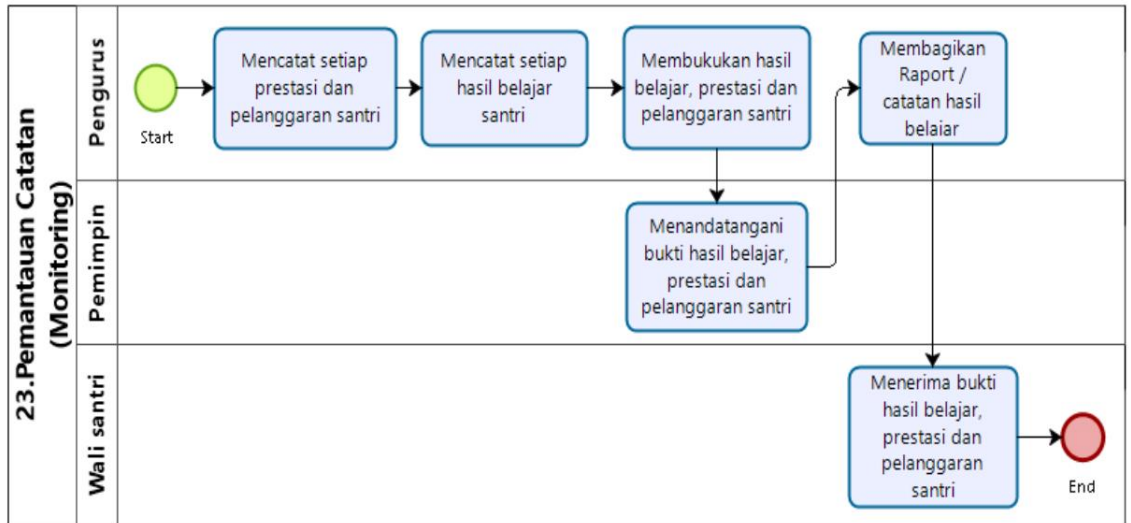 23.Pemantauan Catatan
(Monitoring)
Pengurus
Start
Mencatat setiap
prestasi dan
pelanggaran santri
Mencatat setiap
hasil belajar
santri
Membukukan hasil
belajar, prestasi dan
pelanggaran santri
Membagikan
Raport /
catatan hasil
belaiar
Pemimpin
Menandatangani
bukti hasil belajar,
prestasi dan
pelanggaran santri
Wali santri
Menerima bukti
hasil belajar,
prestasi dan
pelanggaran
santri
End